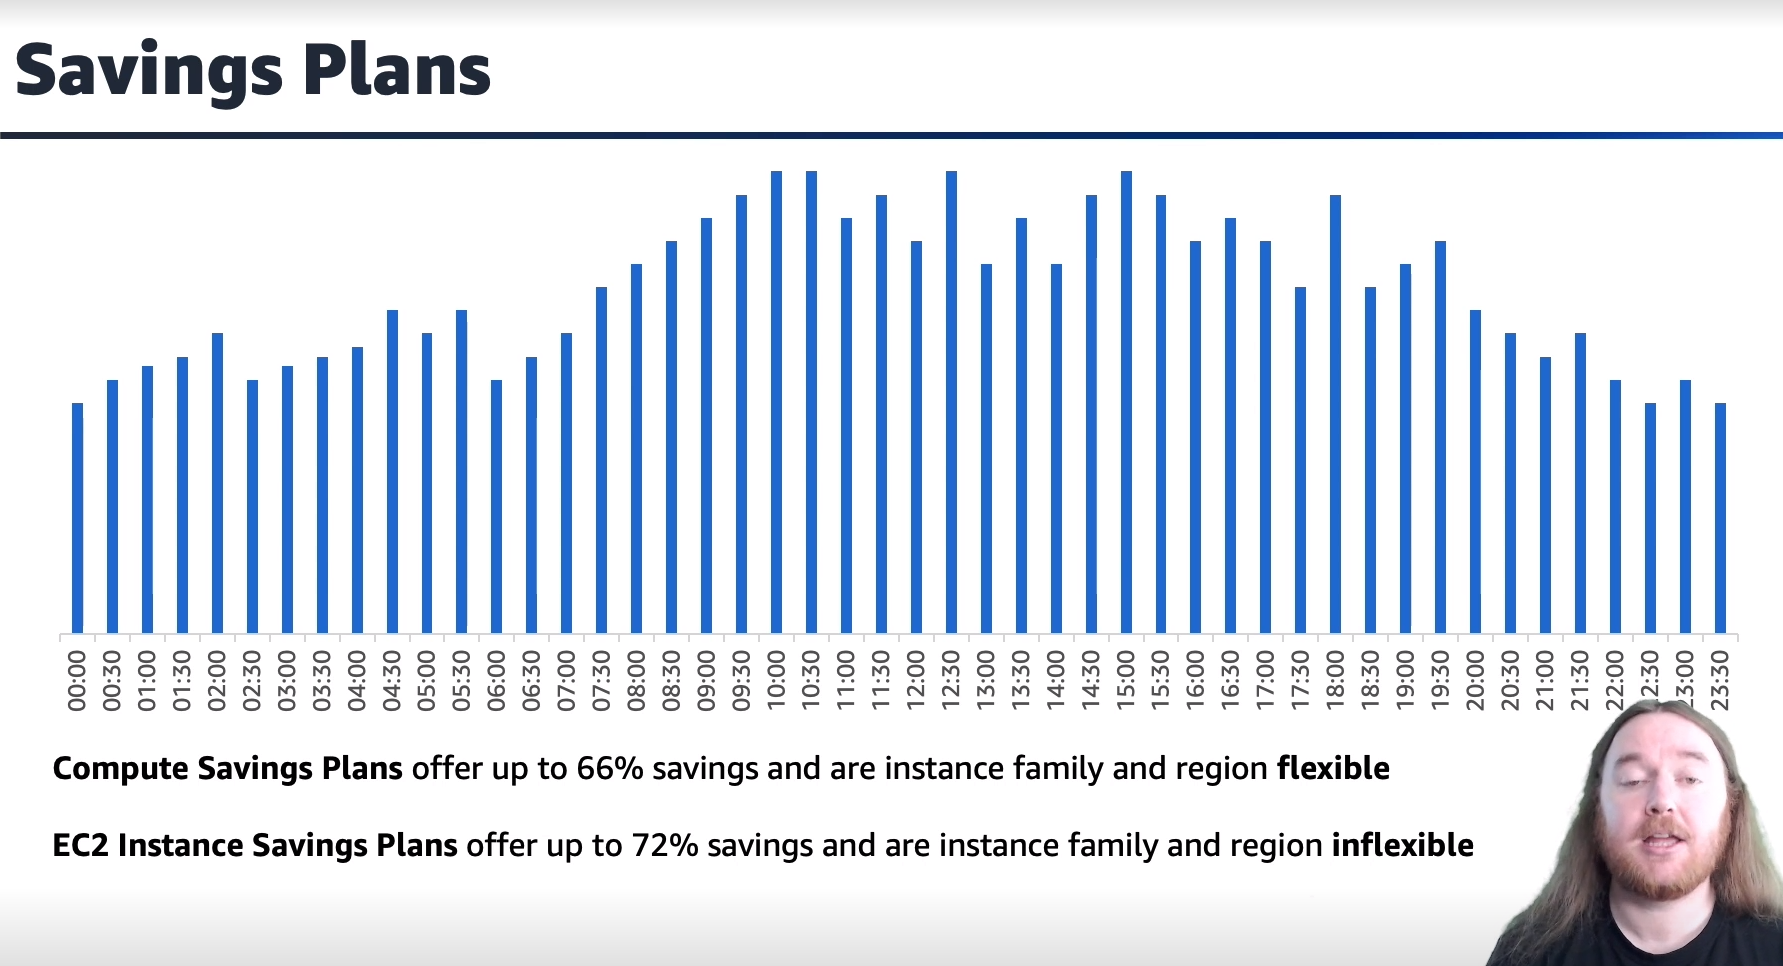 Savings Plans
00:00 00:30 01:00 01:30 02:00 02:30 03:00 03:30 04:00 04:30 05:00 05:30 06:00 06:30 07:00 07:30 08:00 08:30 09:00 09:30 10:00 10:30 11:00 11:30 12:00 12:30 13:00 13:30 14:00 14:30 15:00 15:30 16:00 16:30 17:00 17:30 18:00 18:30 19:00 19:30 20:00 20:30 21:00 21:30 22:00 22:30 23:00 23:30
Compute Savings Plans offer up to 66% savings and are instance family and region flexible
EC2 Instance Savings Plans offer up to 72% savings and are instance family and region inflexible